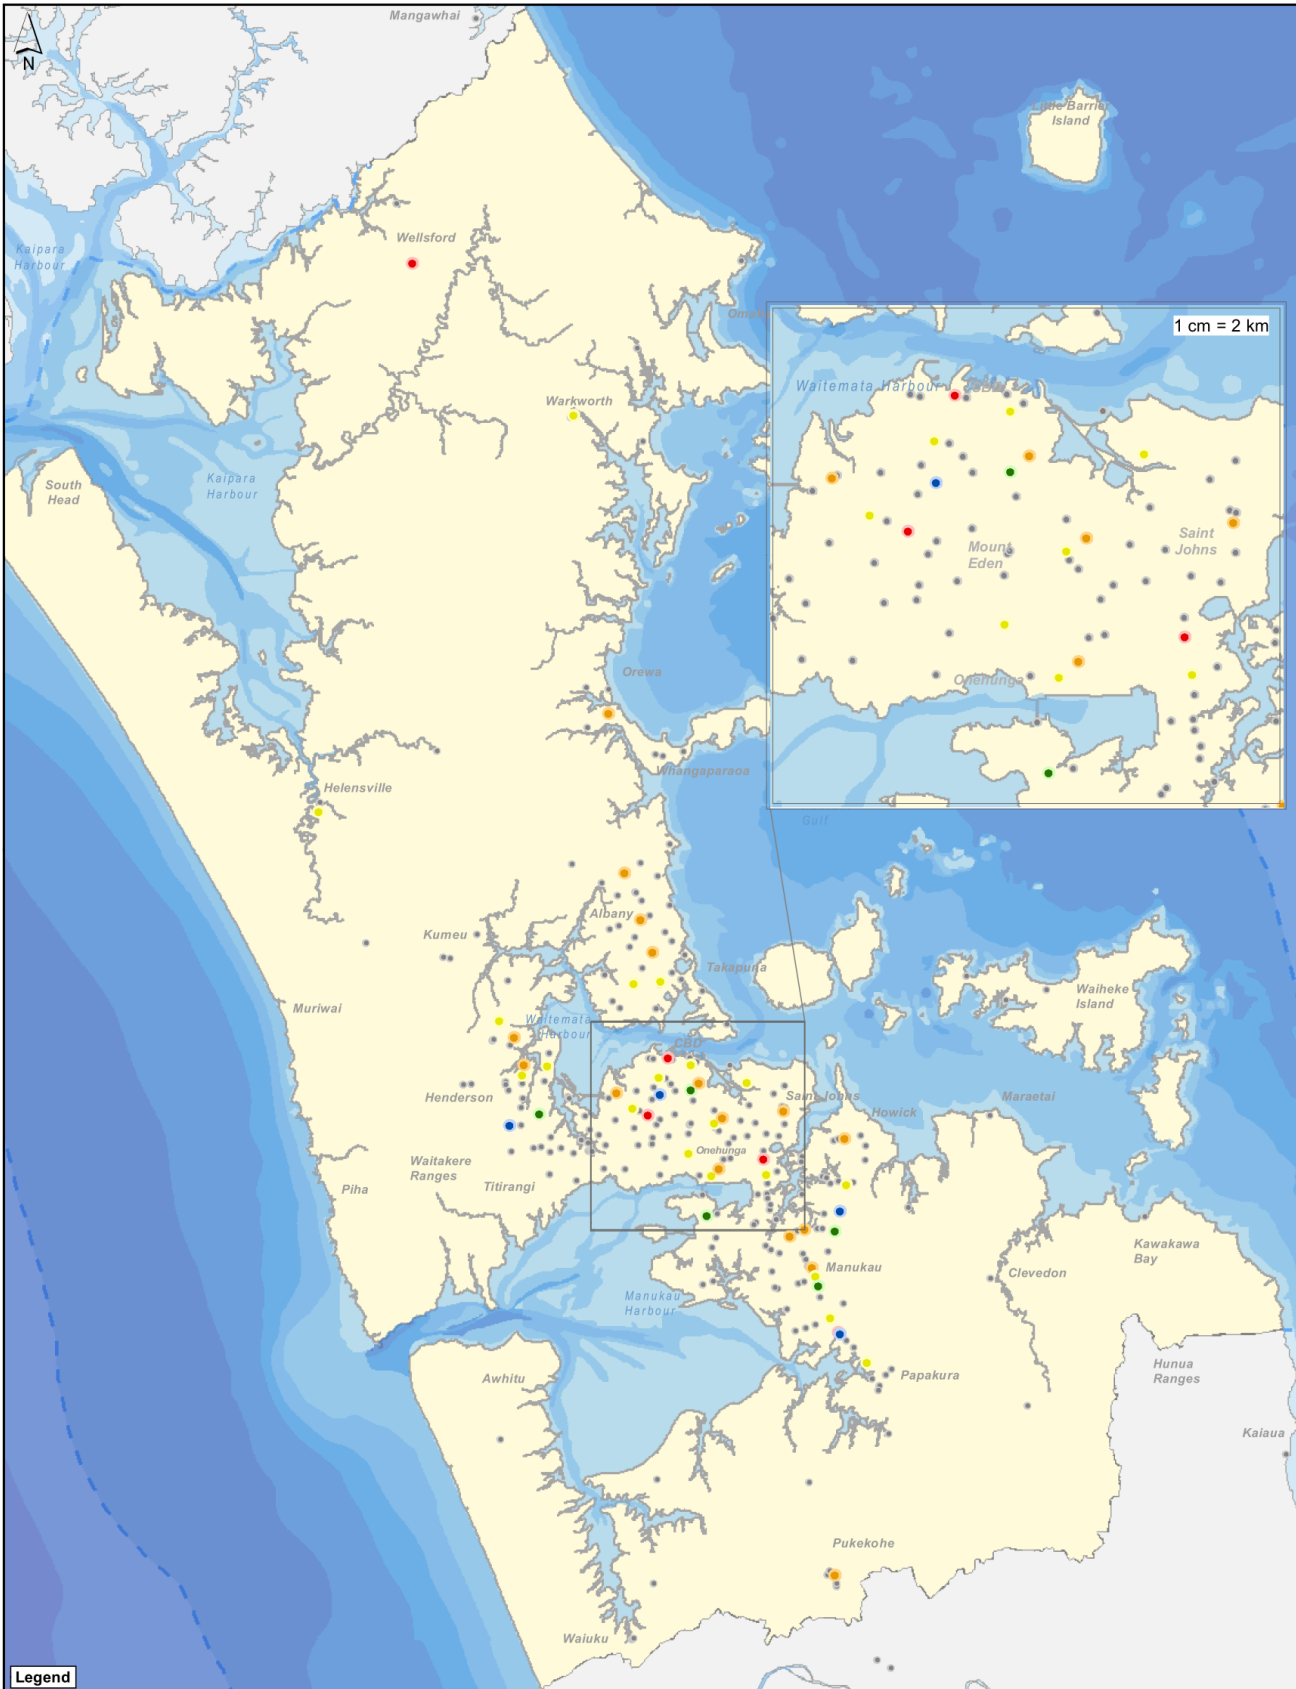 Mangawhai
N
Little Barrier
Island
Kaipara
Harbour
Wellsford
1 cm = 2 km
Waitemata Harbour
Warkworth
South
Head
Kaipara
Harbour
Saint
Johns
Mount
Eden
Orewa
Onehunga
Whangaparaoa
Helensville
Gulf
Albany
Kumeu
Takapuna
Waiheke
Island
Muriwai
Waitemata
Harbour
CBD
Henderson
Saint Johns
Howick
Maraetai
Onehunga
Waitakere
Ranges
Titirangi
Piha
Kawakawa
Bay
Manukau
Clevedon
Manukau
Harbour
Hunua
Ranges
Awhitu
Papakura
Kaiaua
Pukekohe
Waiuku
Legend